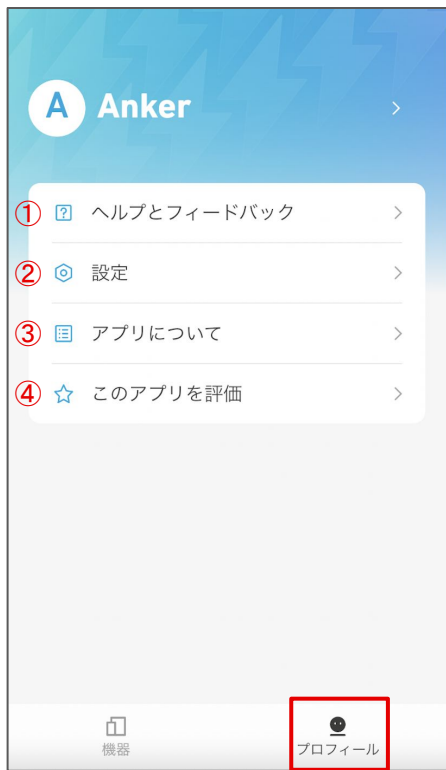 A Anker
① ヘルプとフィードバック
② 設定
③ アプリについて
④ このアプリを評価
機器 プロフィール